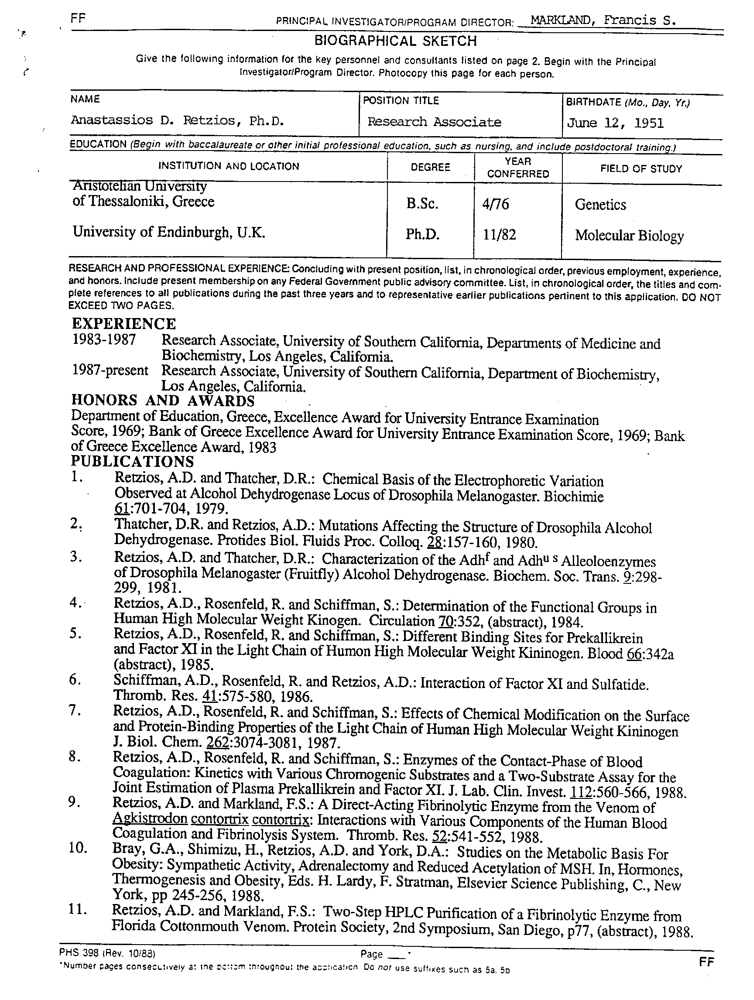 FF
PRINCIPAL INVESTIGATOR/PROGRAM DIRECTOR: MARKLAND, Francis S.
BIOGRAPHICAL SKETCH
Give the following information for the key personnel and consultants listed on page 2. Begin with the Principal
Investigator/Program Director. Photocopy this page for each person.
NAME POSITION TITLE BIRTHDATE (Mo., Day, Yr.)
Anastassios D. Retzios, Ph.D. Research Associate June 12, 1951
EDUCATION (Begin with baccalaureate or other initial professional education, such as nursing, and include postdoctoral training.)
INSTITUTION AND LOCATION DEGREE YEAR CONFERRED FIELD OF STUDY
Aristotelian University
of Thessaloniki, Greece B.Sc. 4/76 Genetics
University of Endinburgh, U.K. Ph.D. 11/82 Molecular Biology
RESEARCH AND PROFESSIONAL EXPERIENCE: Concluding with present position, list, in chronological order, previous employment, experience,
and honors. Include present membership on any Federal Government public advisory committee. List, in chronological order, the titles and com-
plete references to all publications during the past three years and to representative earlier publications pertinent to this application. DO NOT
EXCEED TWO PAGES.
EXPERIENCE
1983-1987 Research Associate, University of Southern California, Departments of Medicine and
Biochemistry, Los Angeles, California.
1987-present Research Associate, University of Southern California, Department of Biochemistry,
Los Angeles, California.
HONORS AND AWARDS
Department of Education, Greece, Excellence Award for University Entrance Examination
Score, 1969; Bank of Greece Excellence Award for University Entrance Examination Score, 1969; Bank
of Greece Excellence Award, 1983
PUBLICATIONS
1. Retzios, A.D. and Thatcher, D.R.: Chemical Basis of the Electrophoretic Variation
Observed at Alcohol Dehydrogenase Locus of Drosophila Melanogaster. Biochimie
61:701-704, 1979.
2. Thatcher, D.R. and Retzios, A.D.: Mutations Affecting the Structure of Drosophila Alcohol
Dehydrogenase. Protides Biol. Fluids Proc. Colloq. 28:157-160, 1980.
3. Retzios, A.D. and Thatcher, D.R.: Characterization of the Adhf and Adhu s Alleloenzymes
of Drosophila Melanogaster (Fruitfly) Alcohol Dehydrogenase. Biochem. Soc. Trans. 9:298-
299, 1981.
4. Retzios, A.D., Rosenfeld, R. and Schiffman, S.: Determination of the Functional Groups in
Human High Molecular Weight Kinogen. Circulation 70:352, (abstract), 1984.
5. Retzios, A.D., Rosenfeld, R. and Schiffman, S.: Different Binding Sites for Prekallikrein
and Factor XI in the Light Chain of Humon High Molecular Weight Kininogen. Blood 66:342a
(abstract), 1985.
6. Schiffman, A.D., Rosenfeld, R. and Retzios, A.D.: Interaction of Factor XI and Sulfatide.
Thromb. Res. 41:575-580, 1986.
7. Retzios, A.D., Rosenfeld, R. and Schiffman, S.: Effects of Chemical Modification on the Surface
and Protein-Binding Properties of the Light Chain of Human High Molecular Weight Kininogen
J. Biol. Chem. 262:3074-3081, 1987.
8. Retzios, A.D., Rosenfeld, R. and Schiffman, S.: Enzymes of the Contact-Phase of Blood
Coagulation: Kinetics with Various Chromogenic Substrates and a Two-Substrate Assay for the
Joint Estimation of Plasma Prekallikrein and Factor XI. J. Lab. Clin. Invest. 112:560-566, 1988.
9. Retzios, A.D. and Markland, F.S.: A Direct-Acting Fibrinolytic Enzyme from the Venom of
Agkistrodon contortrix contortrix: Interactions with Various Components of the Human Blood
Coagulation and Fibrinolysis System. Thromb. Res. 52:541-552, 1988.
10. Bray, G.A., Shimizu, H., Retzios, A.D. and York, D.A.: Studies on the Metabolic Basis For
Obesity: Sympathetic Activity, Adrenalectomy and Reduced Acetylation of MSH. In, Hormones,
Thermogenesis and Obesity, Eds. H. Lardy, F. Stratman, Elsevier Science Publishing, C., New
York, pp 245-256, 1988.
11. Retzios, A.D. and Markland, F.S.: Two-Step HPLC Purification of a Fibrinolytic Enzyme from
Florida Cottonmouth Venom. Protein Society, 2nd Symposium, San Diego, p77, (abstract), 1988.
PHS 398 (Rev. 10/88) Page ___*
*Number pages consecutively at the bottom throughout the application. Do not use suffixes such as 5a, 5b FF